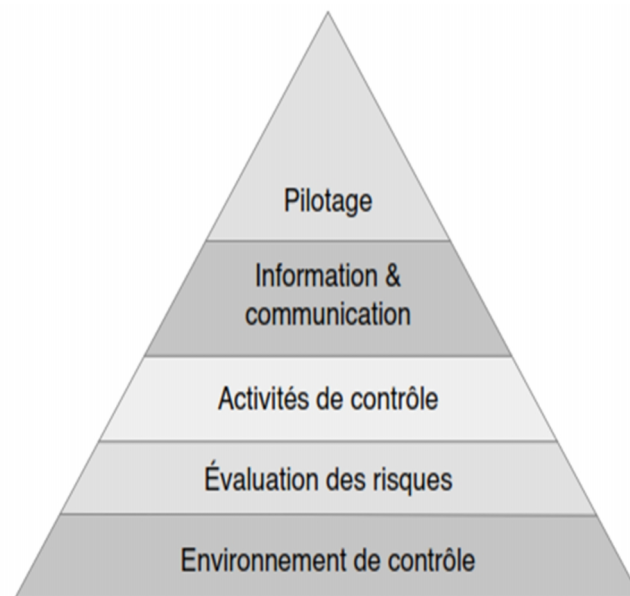 Pilotage
Information &
communication
Activités de contrôle
Évaluation des risques
Environnement de contrôle